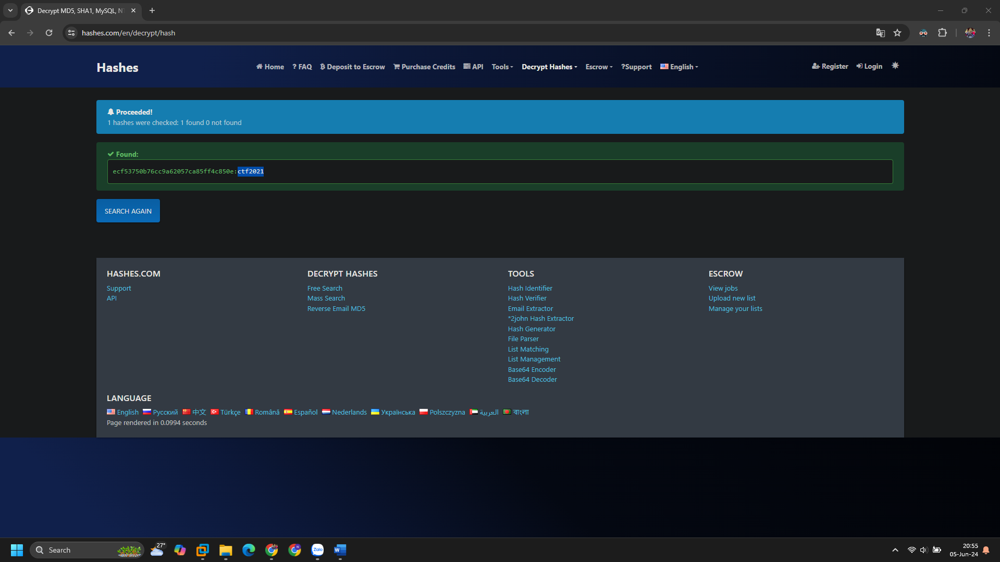 Decrypt MD5, SHA1, MySQL, NT
hashes.com/en/decrypt/hash
Hashes
Home
? FAQ
Deposit to Escrow
Purchase Credits
API
Tools
Decrypt Hashes
Escrow
?Support
English
Register
Login
Proceeded!
1 hashes were checked: 1 found 0 not found
Found:
ecf53750b76cc9a62057ca85ff4c850e:ctf2021
SEARCH AGAIN
HASHES.COM
Support
API
DECRYPT HASHES
Free Search
Mass Search
Reverse Email MD5
TOOLS
Hash Identifier
Hash Verifier
Email Extractor
*2john Hash Extractor
Hash Generator
File Parser
List Matching
List Management
Base64 Encoder
Base64 Decoder
ESCROW
View jobs
Upload new list
Manage your lists
LANGUAGE
English Русский 中文 Türkçe Română Español Nederlands Українська Polszczyzna العربية বাংলা
Page rendered in 0.0994 seconds
Search
27°
Zalo
20:55
05-Jun-24